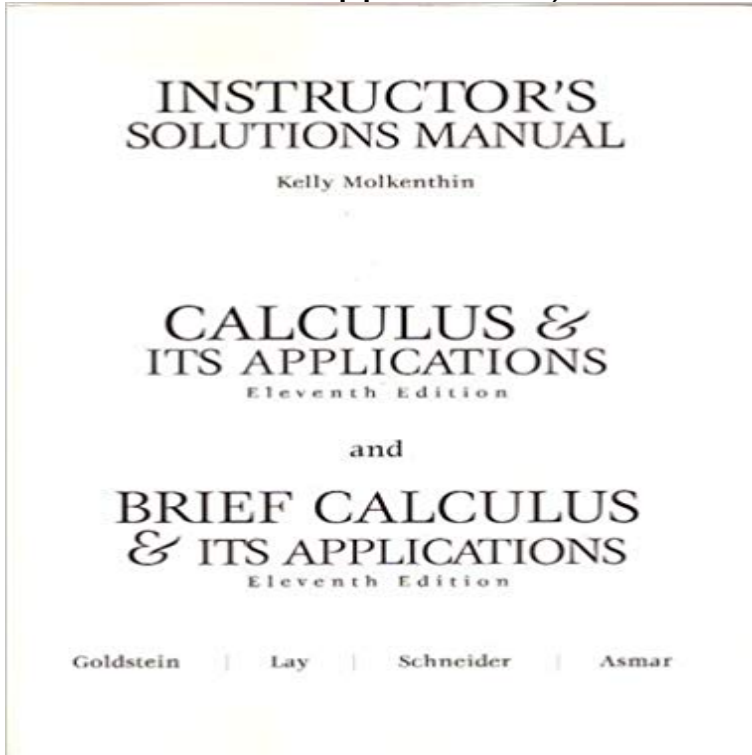 INSTRUCTOR'S
SOLUTIONS MANUAL
Kelly Molkenthin
CALCULUS &
ITS APPLICATIONS
Eleventh Edition
and
BRIEF CALCULUS
& ITS APPLICATIONS
Eleventh Edition
Goldstein | Lay | Schneider | Asmar